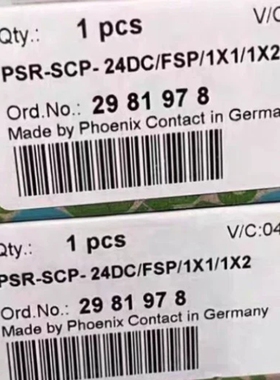 Qty.: 1 pcs V/C
PSR-SCP- 24DC/FSP/1X1/1X2
Ord.No.: 29 81 97 8
Made by Phoenix Contact in Germa
Qty.: 1 pcs V/C:04
PSR-SCP- 24DC/FSP/1X1/1X2
Ord.No.: 29 81 97 8
Made by Phoenix Contact in Germany